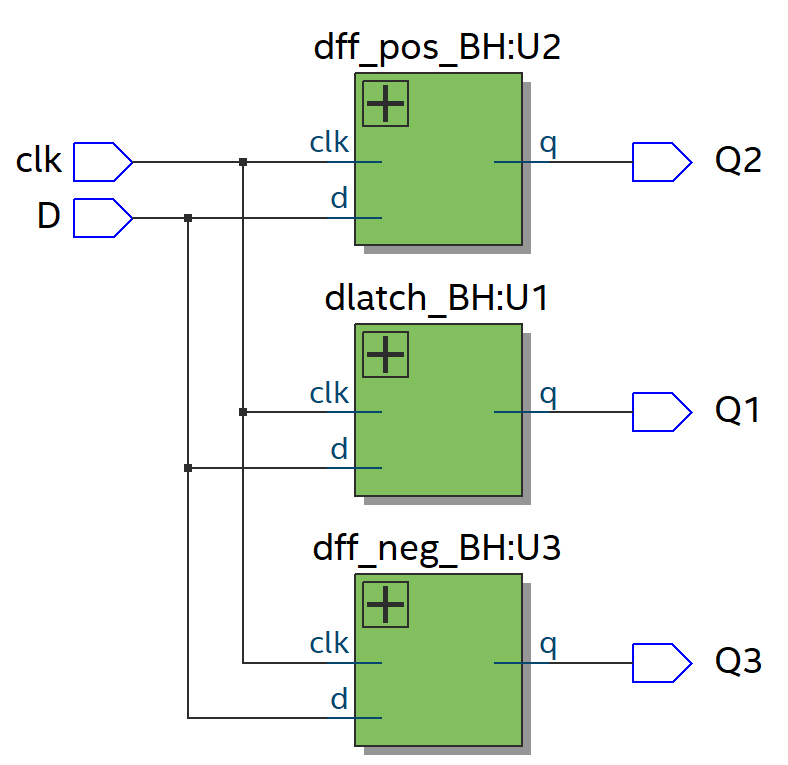 dff_pos_BH:U2
clk
clk
q
Q2
D
d
dlatch_BH:U1
clk
q
Q1
d
dff_neg_BH:U3
clk
q
Q3
d